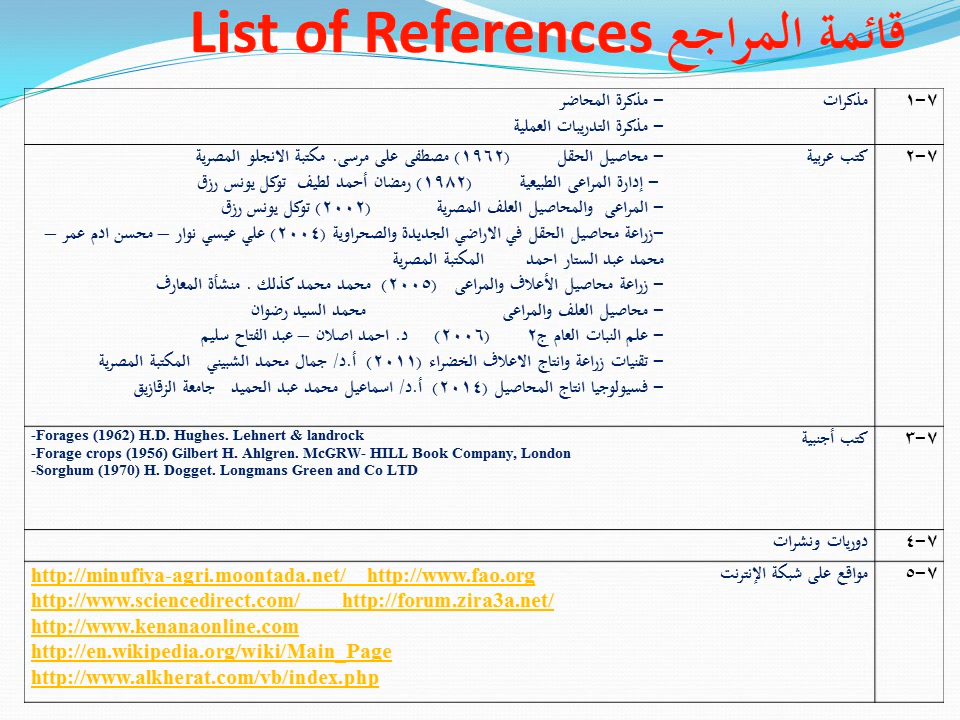 قائمة المراجع List of References
٧-١ مذكرات – مذكرة المحاضر
– مذكرة التدريبات العملية
٧-٢ كتب عربية – محاصيل الحقل (١٩٦٢) مصطفى على مرسى. مكتبة الانجلو المصرية
– إدارة المراعى الطبيعية (١٩٨٢) رمضان أحمد لطيف توكل يونس رزق
– المراعى والمحاصيل العلف المصرية (٢٠٠٢) توكل يونس رزق
–زراعة محاصيل الحقل في الاراضي الجديدة والصحراوية (٢٠٠٤) علي عيسي نوار – محسن ادم عمر –
محمد عبد الستار احمد المكتبة المصرية
– زراعة محاصيل الأعلاف والمراعى (٢٠٠٥) محمد محمد كذلك . منشأة المعارف
– محاصيل العلف والمراعى محمد السيد رضوان
– علم النبات العام ج٢ (٢٠٠٦) د. احمد اصلان – عبد الفتاح سليم
– تقنيات زراعة وانتاج الاعلاف الخضراء (٢٠١١) أ.د/ جمال محمد الشبيني المكتبة المصرية
– فسيولوجيا انتاج المحاصيل (٢٠١٤) أ.د/ اسماعيل محمد عبد الحميد جامعة الزقازيق
٧-٣ كتب أجنبية
-Forages (1962) H.D. Hughes. Lehnert & landrock
-Forage crops (1956) Gilbert H. Ahlgren. McGRW- HILL Book Company, London
-Sorghum (1970) H. Dogget. Longmans Green and Co LTD
٧-٤ دوريات ونشرات
٧-٥ مواقع على شبكة الإنترنت
http://minufiya-agri.moontada.net/ http://www.fao.org
http://www.sciencedirect.com/ http://forum.zira3a.net/
http://www.kenanaonline.com
http://en.wikipedia.org/wiki/Main_Page
http://www.alkherat.com/vb/index.php